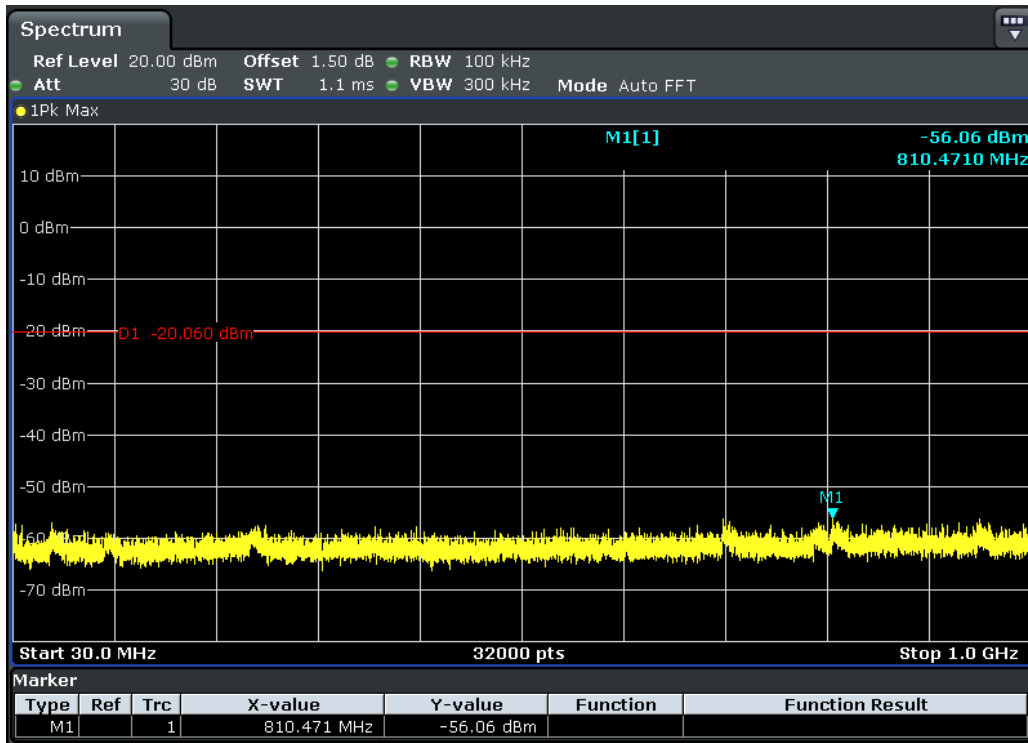 Spectrum
Ref Level 20.00 dBm Offset 1.50 dB RBW 100 kHz
Att 30 dB SWT 1.1 ms VBW 300 kHz Mode Auto FFT
1Pk Max
M1[1] -56.06 dBm
810.4710 MHz
10 dBm
0 dBm
-10 dBm
-20 dBm
D1 -20.060 dBm
-30 dBm
-40 dBm
-50 dBm
M1
-60 dBm
-70 dBm
Start 30.0 MHz 32000 pts Stop 1.0 GHz
Marker
Type Ref Trc X-value Y-value Function Function Result
M1 1 810.471 MHz -56.06 dBm